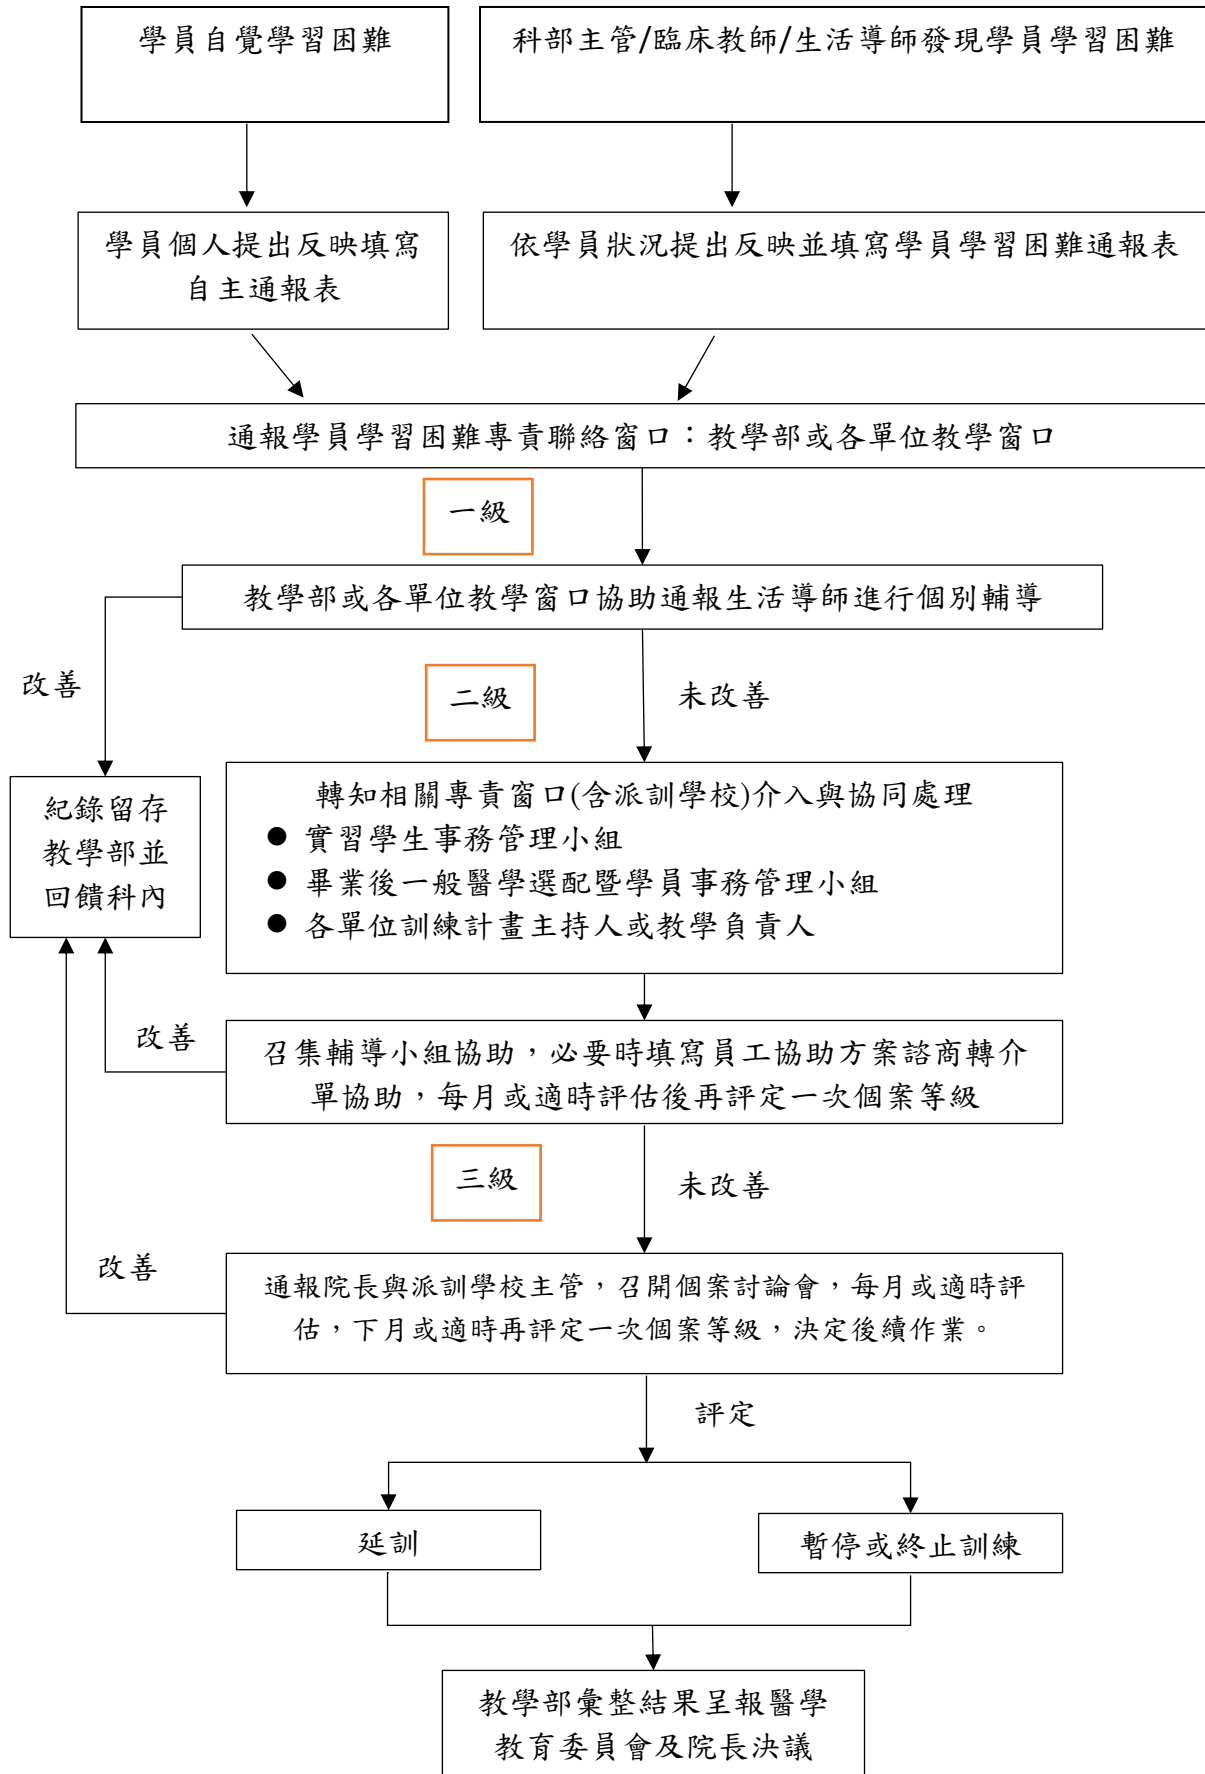 學員自覺學習困難
科部主管/臨床教師/生活導師發現學員學習困難
學員個人提出反映填寫
自主通報表
依學員狀況提出反映並填寫學員學習困難通報表
通報學員學習困難專責聯絡窗口：教學部或各單位教學窗口
一級
教學部或各單位教學窗口協助通報生活導師進行個別輔導
改善
二級
未改善
紀錄留存
教學部並
回饋科內
轉知相關專責窗口(含派訓學校)介入與協同處理
● 實習學生事務管理小組
● 畢業後一般醫學選配暨學員事務管理小組
● 各單位訓練計畫主持人或教學負責人
改善
召集輔導小組協助，必要時填寫員工協助方案諮商轉介
單協助，每月或適時評估後再評定一次個案等級
三級
未改善
改善
通報院長與派訓學校主管，召開個案討論會，每月或適時評
估，下月或適時再評定一次個案等級，決定後續作業。
評定
延訓
暫停或終止訓練
教學部彙整結果呈報醫學
教育委員會及院長決議